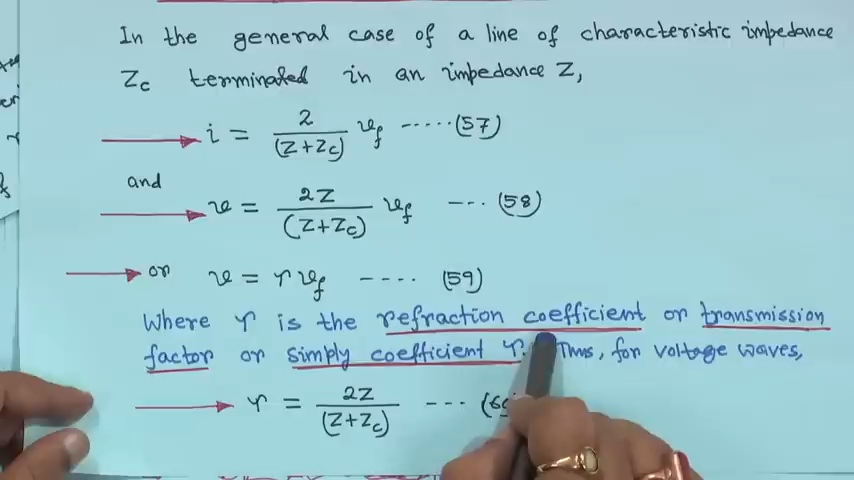 In the general case of a line of characteristic impedance
Zc terminated in an impedance Z,
i = 2/(Z+Zc) vf ----- (57)
and
v = 2Z/(Z+Zc) vf --- (58)
or v = τ vf ---- (59)
Where τ is the refraction coefficient or transmission
factor or simply coefficient τ. Thus, for voltage waves,
τ = 2Z/(Z+Zc) ---